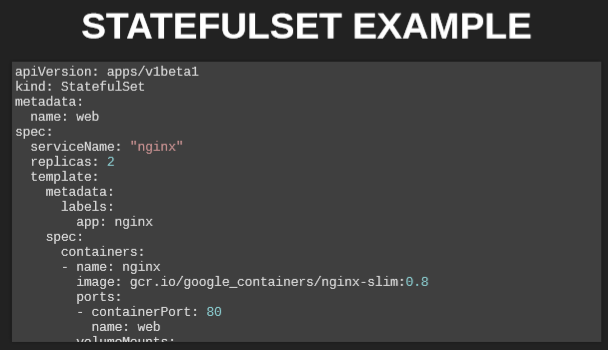 STATEFULSET EXAMPLE
apiVersion: apps/v1beta1
kind: StatefulSet
metadata:
  name: web
spec:
  serviceName: "nginx"
  replicas: 2
  template:
    metadata:
      labels:
        app: nginx
    spec:
      containers:
      - name: nginx
        image: gcr.io/google_containers/nginx-slim:0.8
        ports:
        - containerPort: 80
          name: web
        volumeMounts: